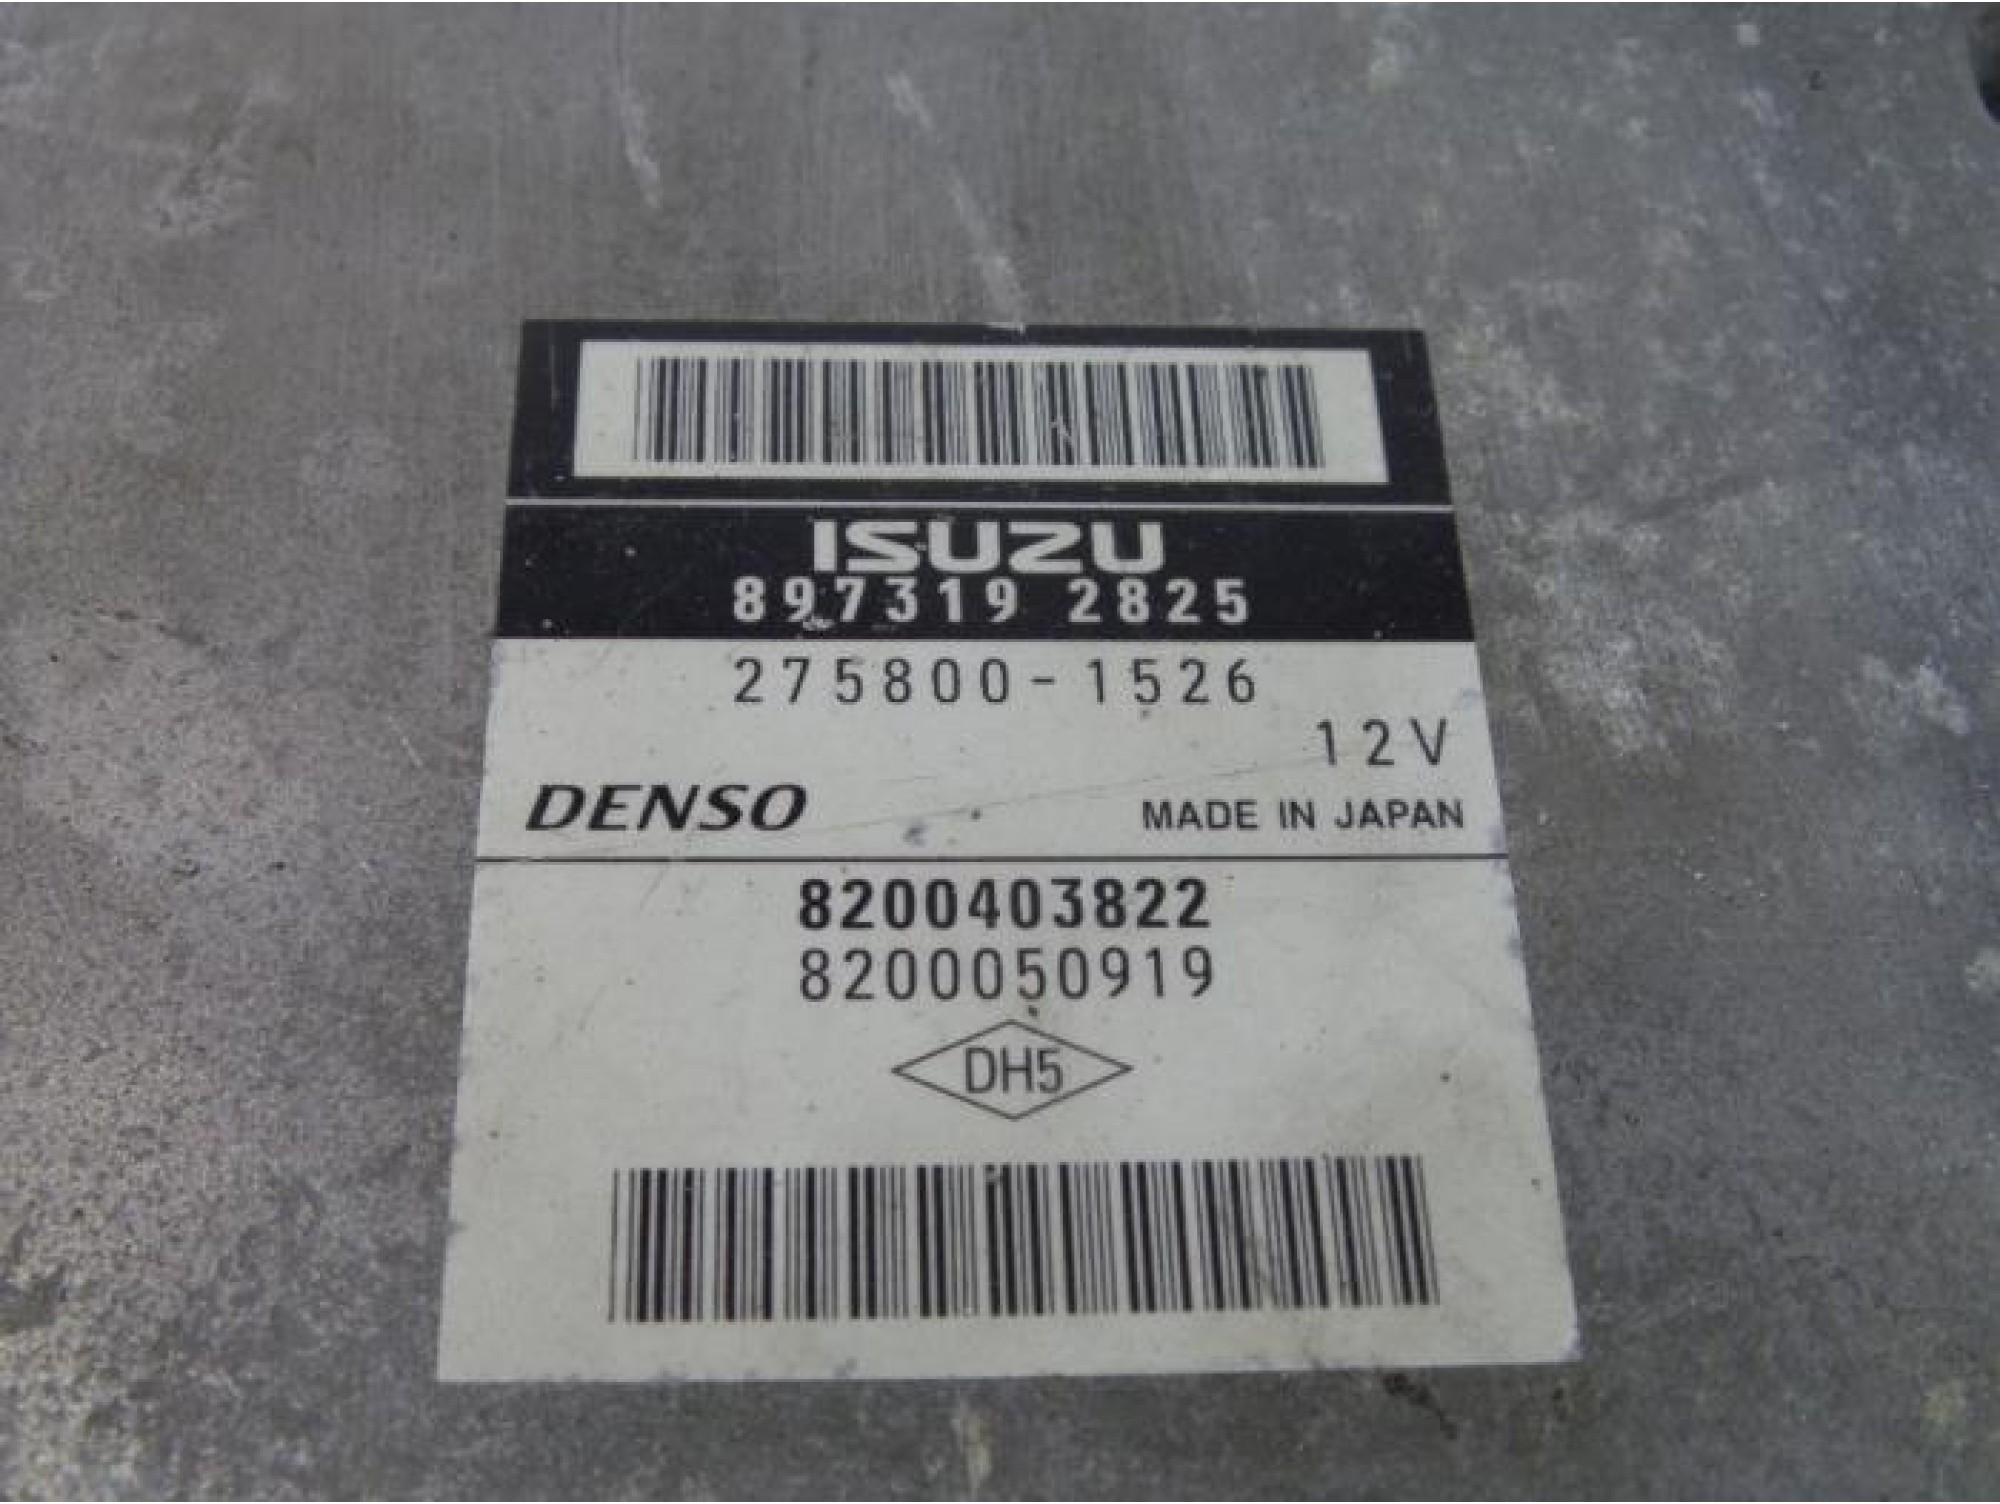 ISUZU
897319 2825
275800-1526
12V
DENSO MADE IN JAPAN
8200403822
8200050919
DH5